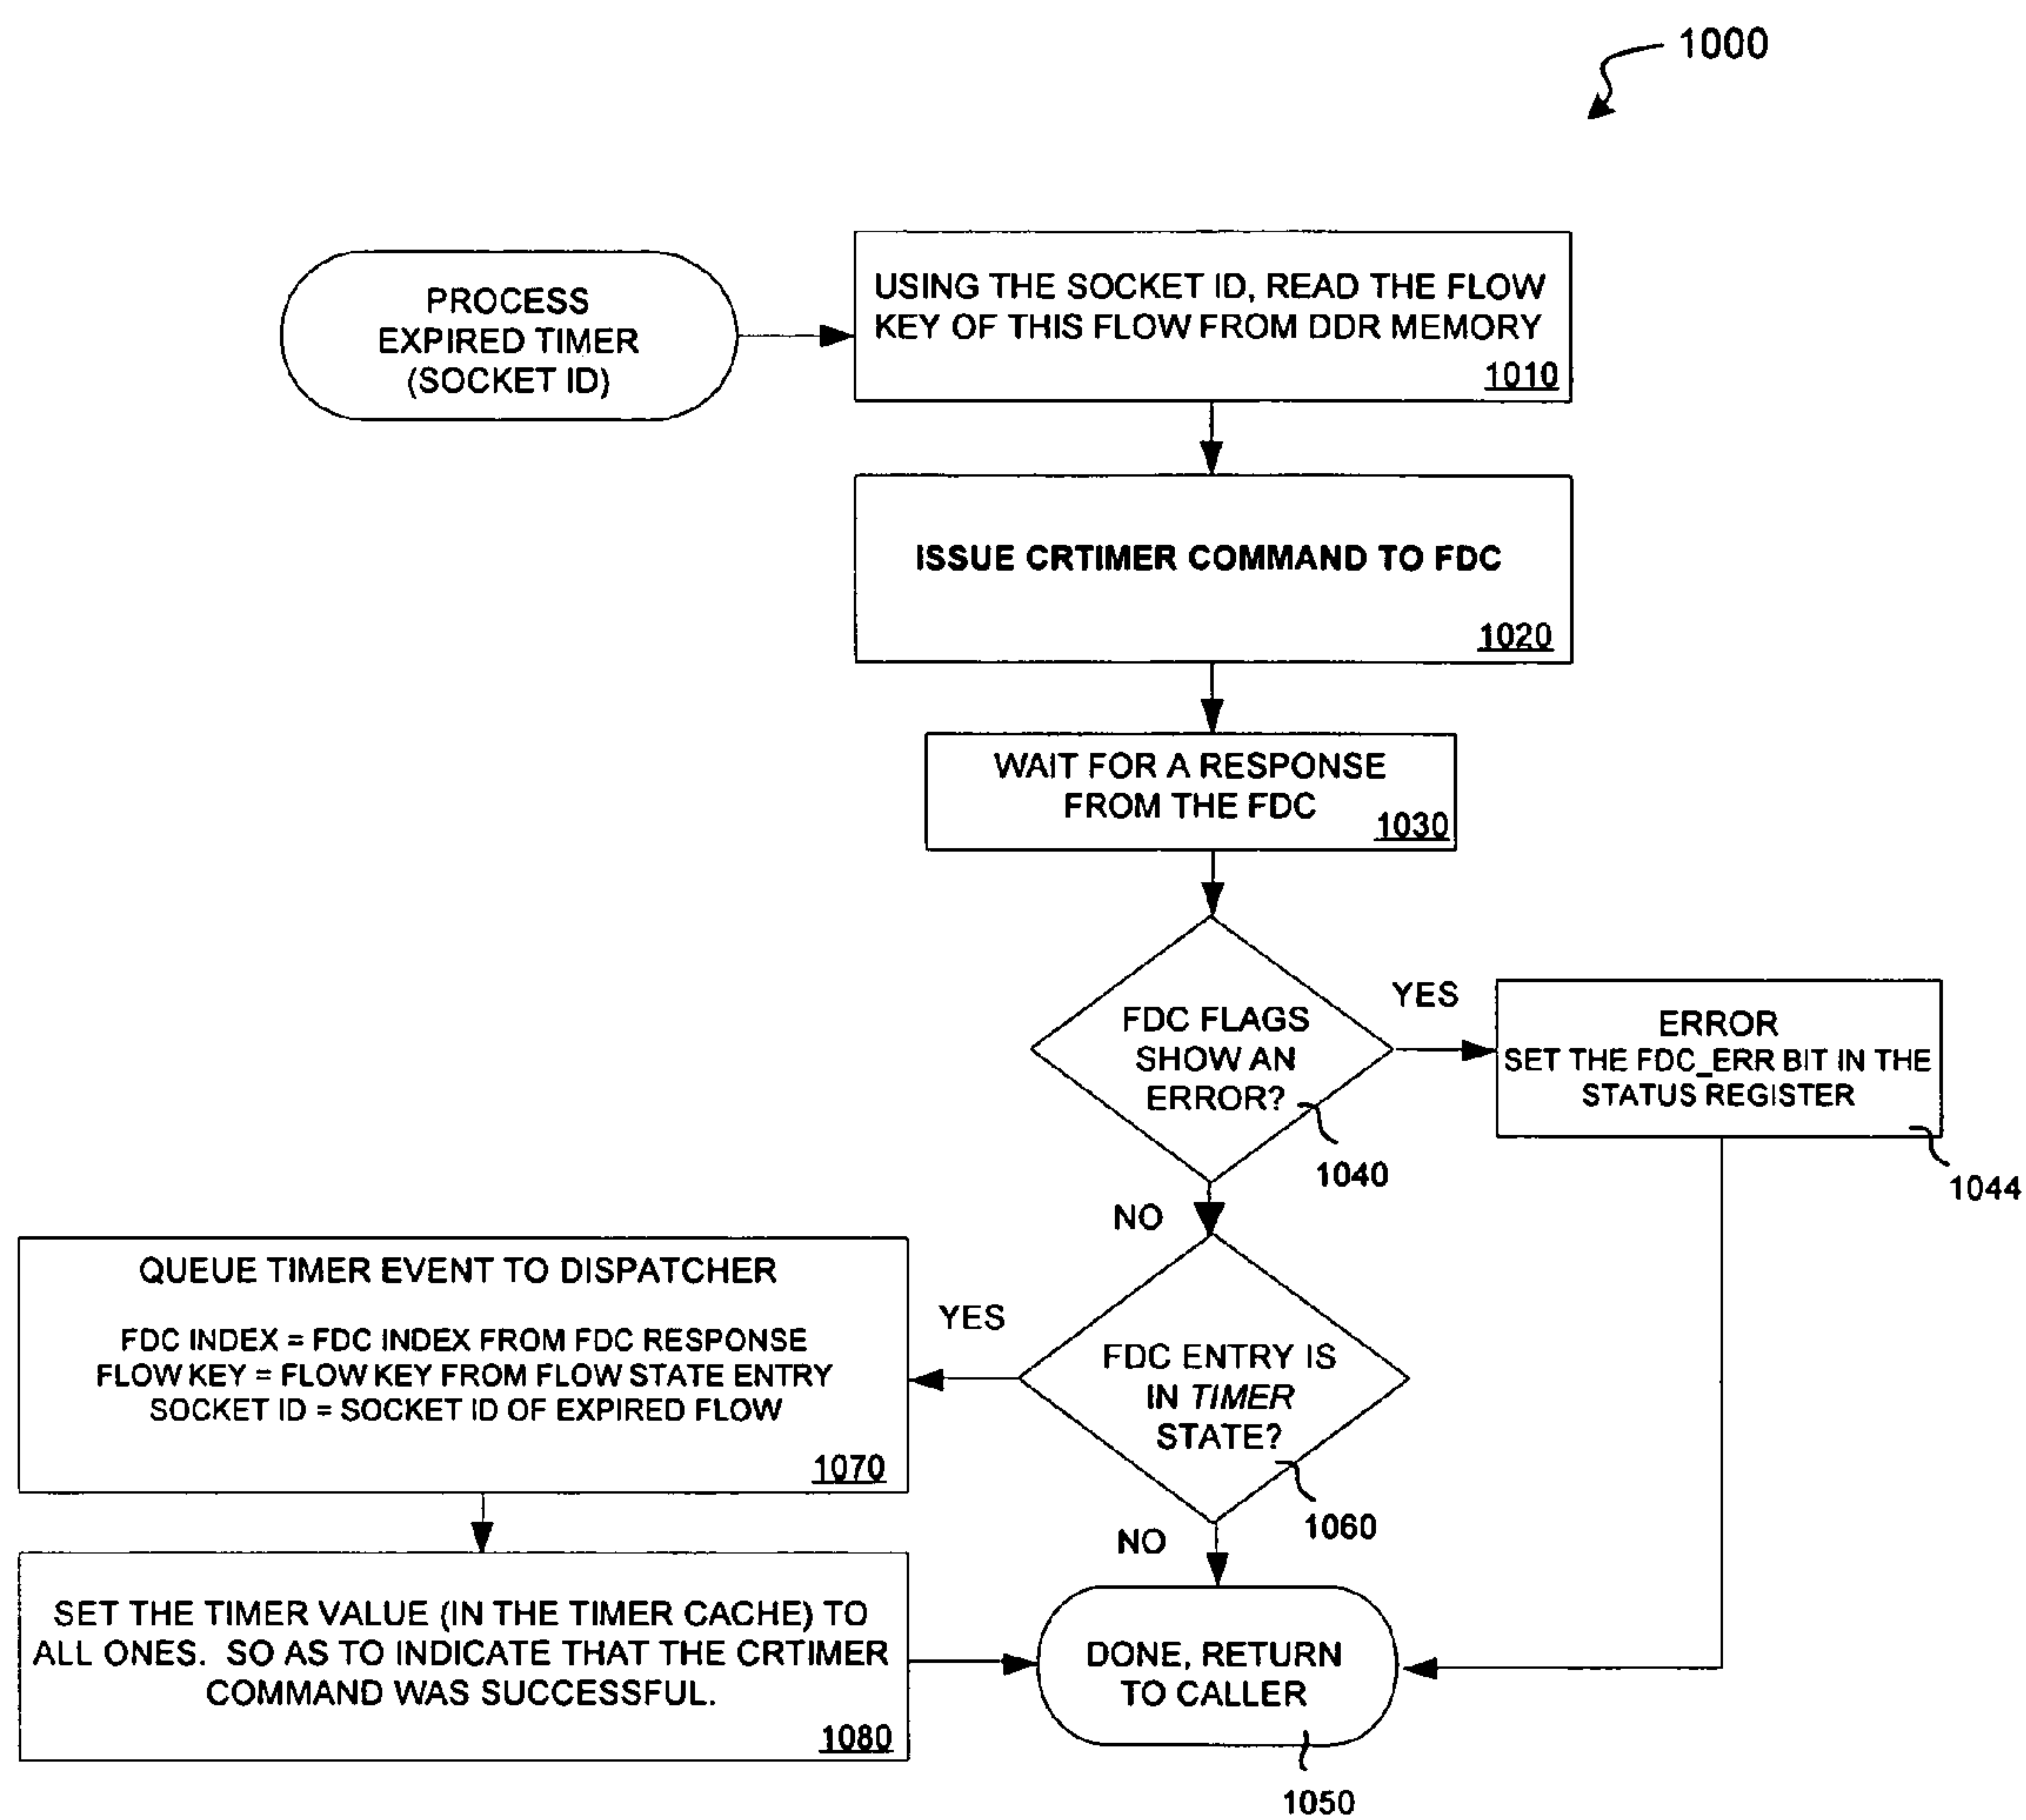 1000
PROCESS
EXPIRED TIMER
(SOCKET ID)
USING THE SOCKET ID, READ THE FLOW
KEY OF THIS FLOW FROM DDR MEMORY
1010
ISSUE CRTIMER COMMAND TO FDC
1020
WAIT FOR A RESPONSE
FROM THE FDC
1030
FDC FLAGS
SHOW AN
ERROR?
1040
YES
ERROR
SET THE FDC_ERR BIT IN THE
STATUS REGISTER
1044
NO
FDC ENTRY IS
IN TIMER
STATE?
1060
YES
QUEUE TIMER EVENT TO DISPATCHER
FDC INDEX = FDC INDEX FROM FDC RESPONSE
FLOW KEY = FLOW KEY FROM FLOW STATE ENTRY
SOCKET ID = SOCKET ID OF EXPIRED FLOW
1070
NO
SET THE TIMER VALUE (IN THE TIMER CACHE) TO
ALL ONES. SO AS TO INDICATE THAT THE CRTIMER
COMMAND WAS SUCCESSFUL.
1080
DONE, RETURN
TO CALLER
1050